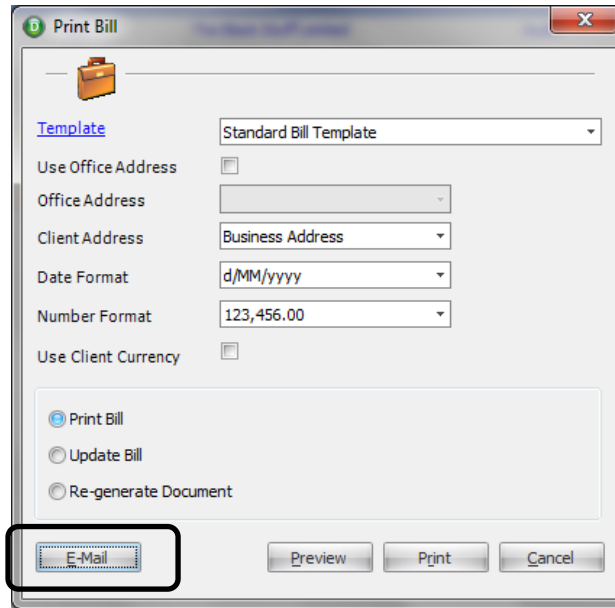 Print Bill
Template Standard Bill Template
Use Office Address
Office Address
Client Address Business Address
Date Format d/MM/yyyy
Number Format 123,456.00
Use Client Currency
Print Bill
Update Bill
Re-generate Document
E-Mail Preview Print Cancel